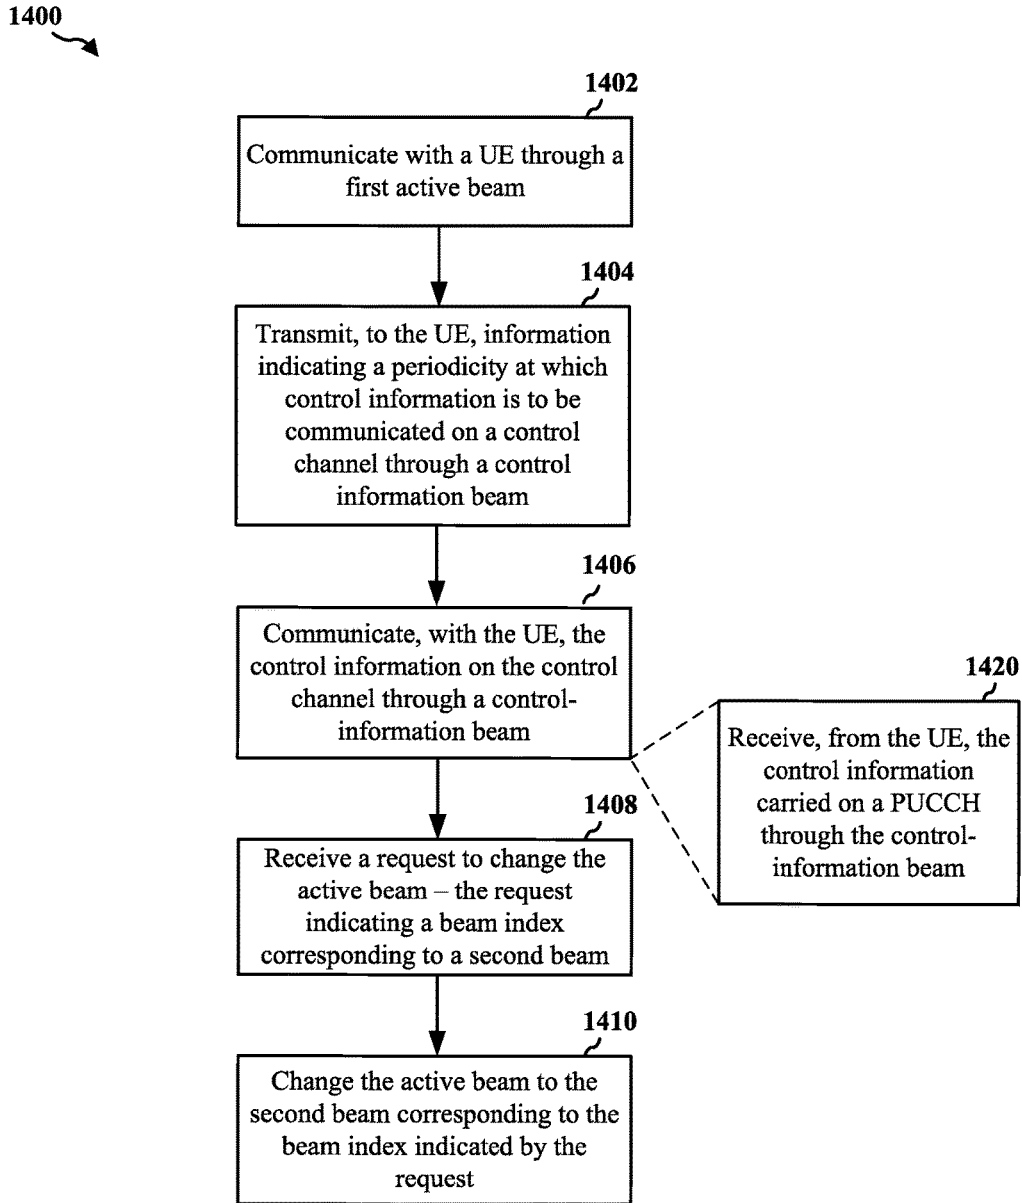 1400
1402
Communicate with a UE through a
first active beam
1404
Transmit, to the UE, information
indicating a periodicity at which
control information is to be
communicated on a control
channel through a control
information beam
1406
Communicate, with the UE, the
control information on the control
channel through a control-
information beam
1420
Receive, from the UE, the
control information
carried on a PUCCH
through the control-
information beam
1408
Receive a request to change the
active beam – the request
indicating a beam index
corresponding to a second beam
1410
Change the active beam to the
second beam corresponding to the
beam index indicated by the
request